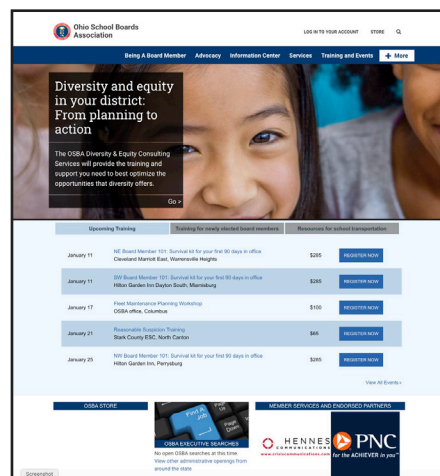 Ohio School Boards
Association
LOG IN TO YOUR ACCOUNT STORE
Being A Board Member Advocacy Information Center Services Training and Events + More
Diversity and equity
in your district:
From planning to
action
The OSBA Diversity & Equity Consulting
Services will provide the training and
support you need to best optimize the
opportunities that diversity offers.
Go >
Upcoming Training Training for newly elected board members Resources for school transportation
January 11 NE Board Member 101: Survival kit for your first 90 days in office $285 REGISTER NOW
Cleveland Marriott East, Warrensville Heights
January 11 SW Board Member 101: Survival kit for your first 90 days in office $285 REGISTER NOW
Hilton Garden Inn Dayton South, Miamisburg
January 17 Fleet Maintenance Planning Workshop $100 REGISTER NOW
OSBA office, Columbus
January 21 Reasonable Suspicion Training $65 REGISTER NOW
Stark County ESC, North Canton
January 25 NW Board Member 101: Survival kit for your first 90 days in office $285 REGISTER NOW
Hilton Garden Inn, Perrysburg
View All Events »
OSBA STORE
Find A
Job
Page
Up
Page
Down
OSBA EXECUTIVE SEARCHES
No open OSBA searches at this time
View other administrative openings from
around the state
MEMBER SERVICES AND ENDORSED PARTNERS
HENNES
COMMUNICATIONS
www.crisiscommunications.com
PNC
for the ACHIEVER in you™
Screenshot